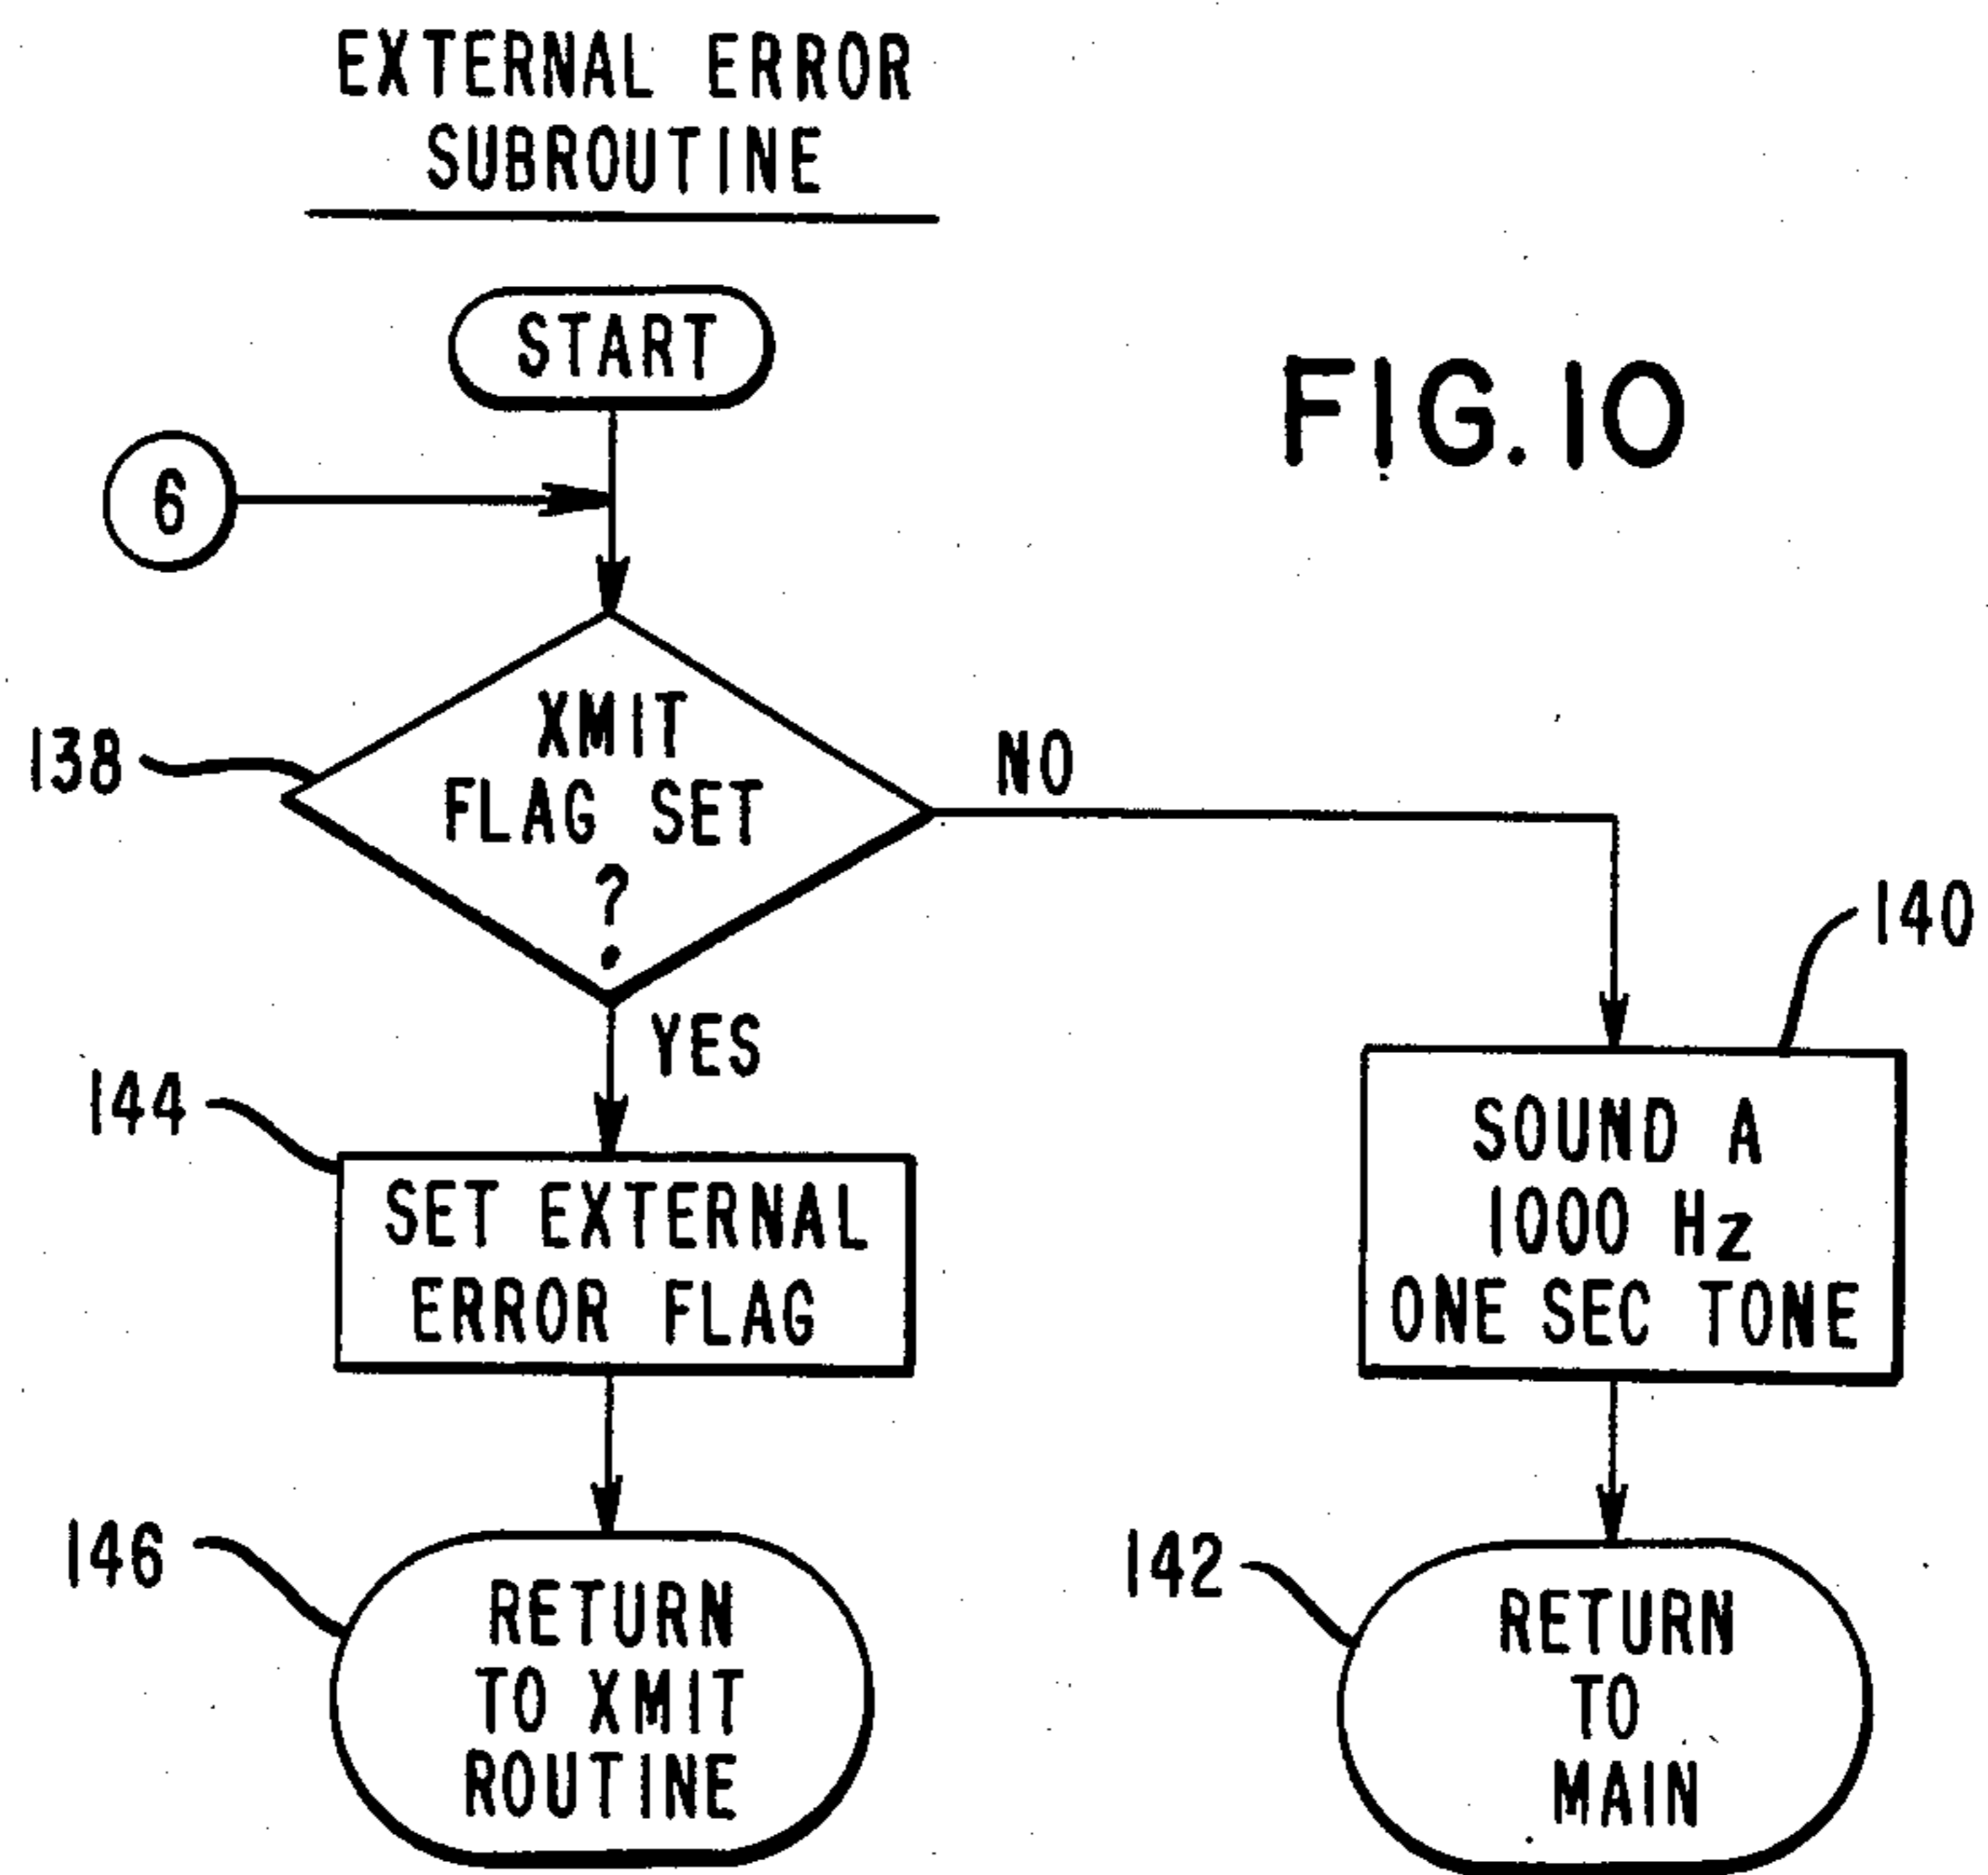 EXTERNAL ERROR
SUBROUTINE
START
FIG. 10
6
XMIT
FLAG SET
?
138
NO
140
YES
144
SET EXTERNAL
ERROR FLAG
SOUND A
1000 Hz
ONE SEC TONE
146
RETURN
TO XMIT
ROUTINE
142
RETURN
TO
MAIN